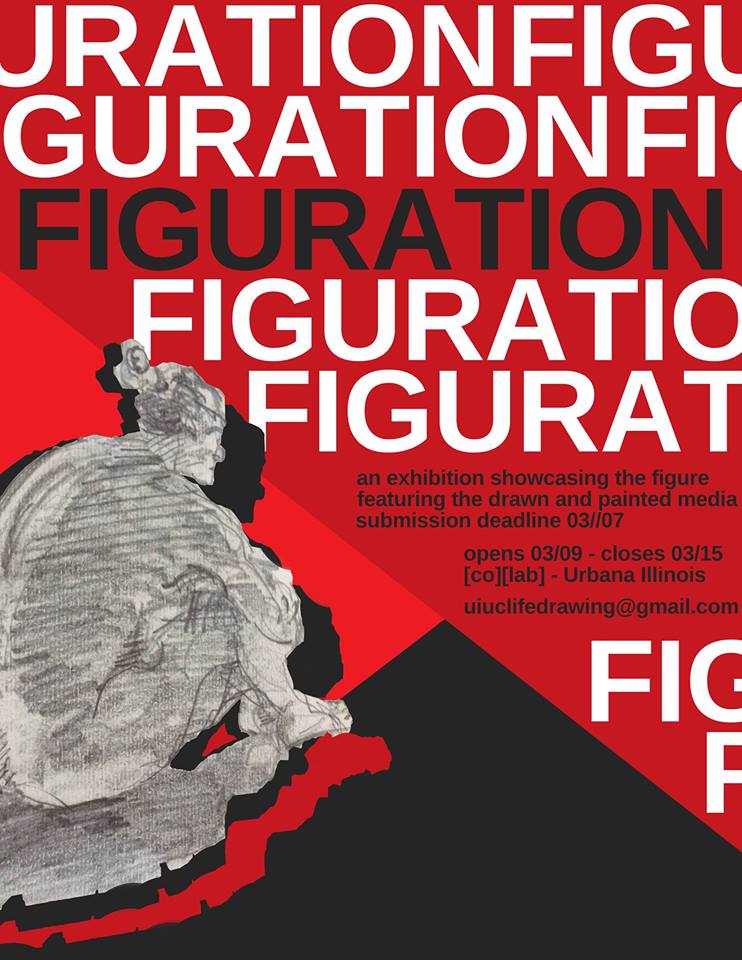 URATIONFIGU
GURATIONFIG
FIGURATION
FIGURATIO
FIGURAT
an exhibition showcasing the figure
featuring the drawn and painted media
submission deadline 03//07
opens 03/09 - closes 03/15
[co][lab] - Urbana Illinois
uiuclifedrawing@gmail.com
FIG
F